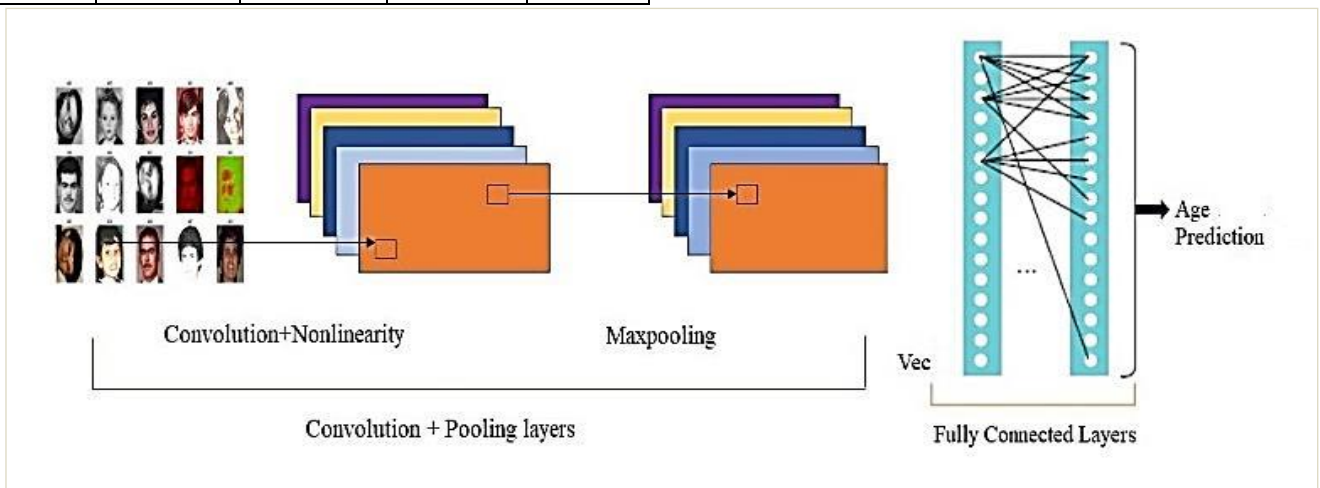 Convolution+Nonlinearity
Maxpooling
Convolution + Pooling layers
Vec
...
Fully Connected Layers
Age
Prediction